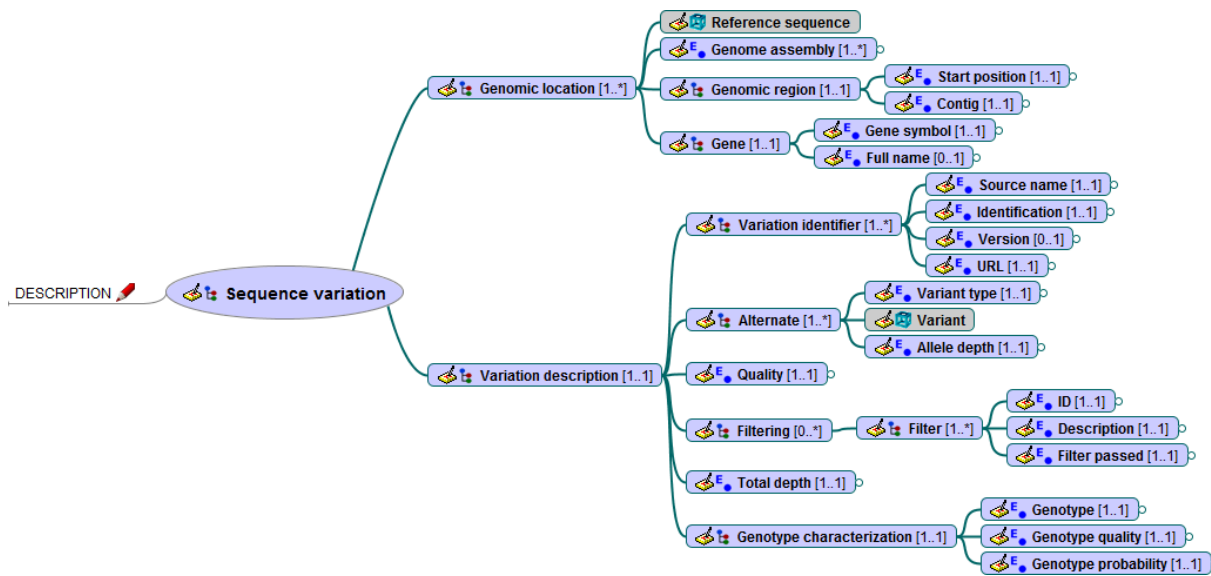 Reference sequence
Genome assembly [1..*]
Genomic location [1..*]
Genomic region [1..1]
Start position [1..1]
Contig [1..1]
Gene [1..1]
Gene symbol [1..1]
Full name [0..1]
DESCRIPTION
Sequence variation
Variation identifier [1..*]
Source name [1..1]
Identification [1..1]
Version [0..1]
URL [1..1]
Alternate [1..*]
Variant type [1..1]
Variant
Allele depth [1..1]
Variation description [1..1]
Quality [1..1]
Filtering [0..*]
Filter [1..*]
ID [1..1]
Description [1..1]
Filter passed [1..1]
Total depth [1..1]
Genotype characterization [1..1]
Genotype [1..1]
Genotype quality [1..1]
Genotype probability [1..1]